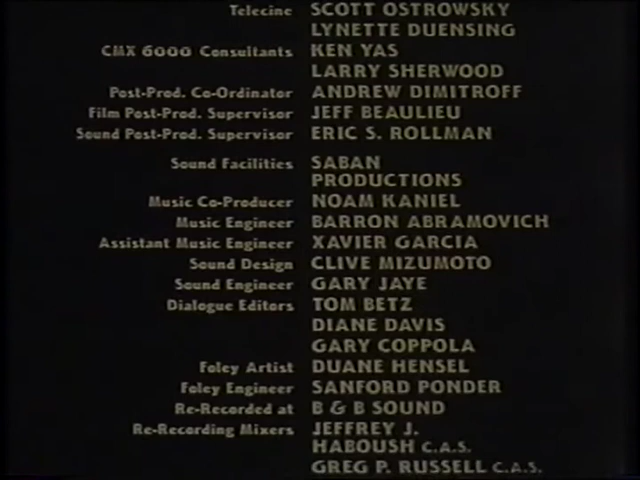 Telecine SCOTT OSTROWSKY
LYNETTE DUENSING
CMX 6000 Consultants KEN YAS
LARRY SHERWOOD
Post-Prod. Co-Ordinator ANDREW DIMITROFF
Film Post-Prod. Supervisor JEFF BEAULIEU
Sound Post-Prod. Supervisor ERIC S. ROLLMAN
Sound Facilities SABAN
PRODUCTIONS
Music Co-Producer NOAM KANIEL
Music Engineer BARRON ABRAMOVICH
Assistant Music Engineer XAVIER GARCIA
Sound Design CLIVE MIZUMOTO
Sound Engineer GARY JAYE
Dialogue Editors TOM BETZ
DIANE DAVIS
GARY COPPOLA
Foley Artist DUANE HENSEL
Foley Engineer SANFORD PONDER
Re-Recorded at B & B SOUND
Re-Recording Mixers JEFFREY J.
HABOUSH C.A.S.
GREG P. RUSSELL C.A.S.